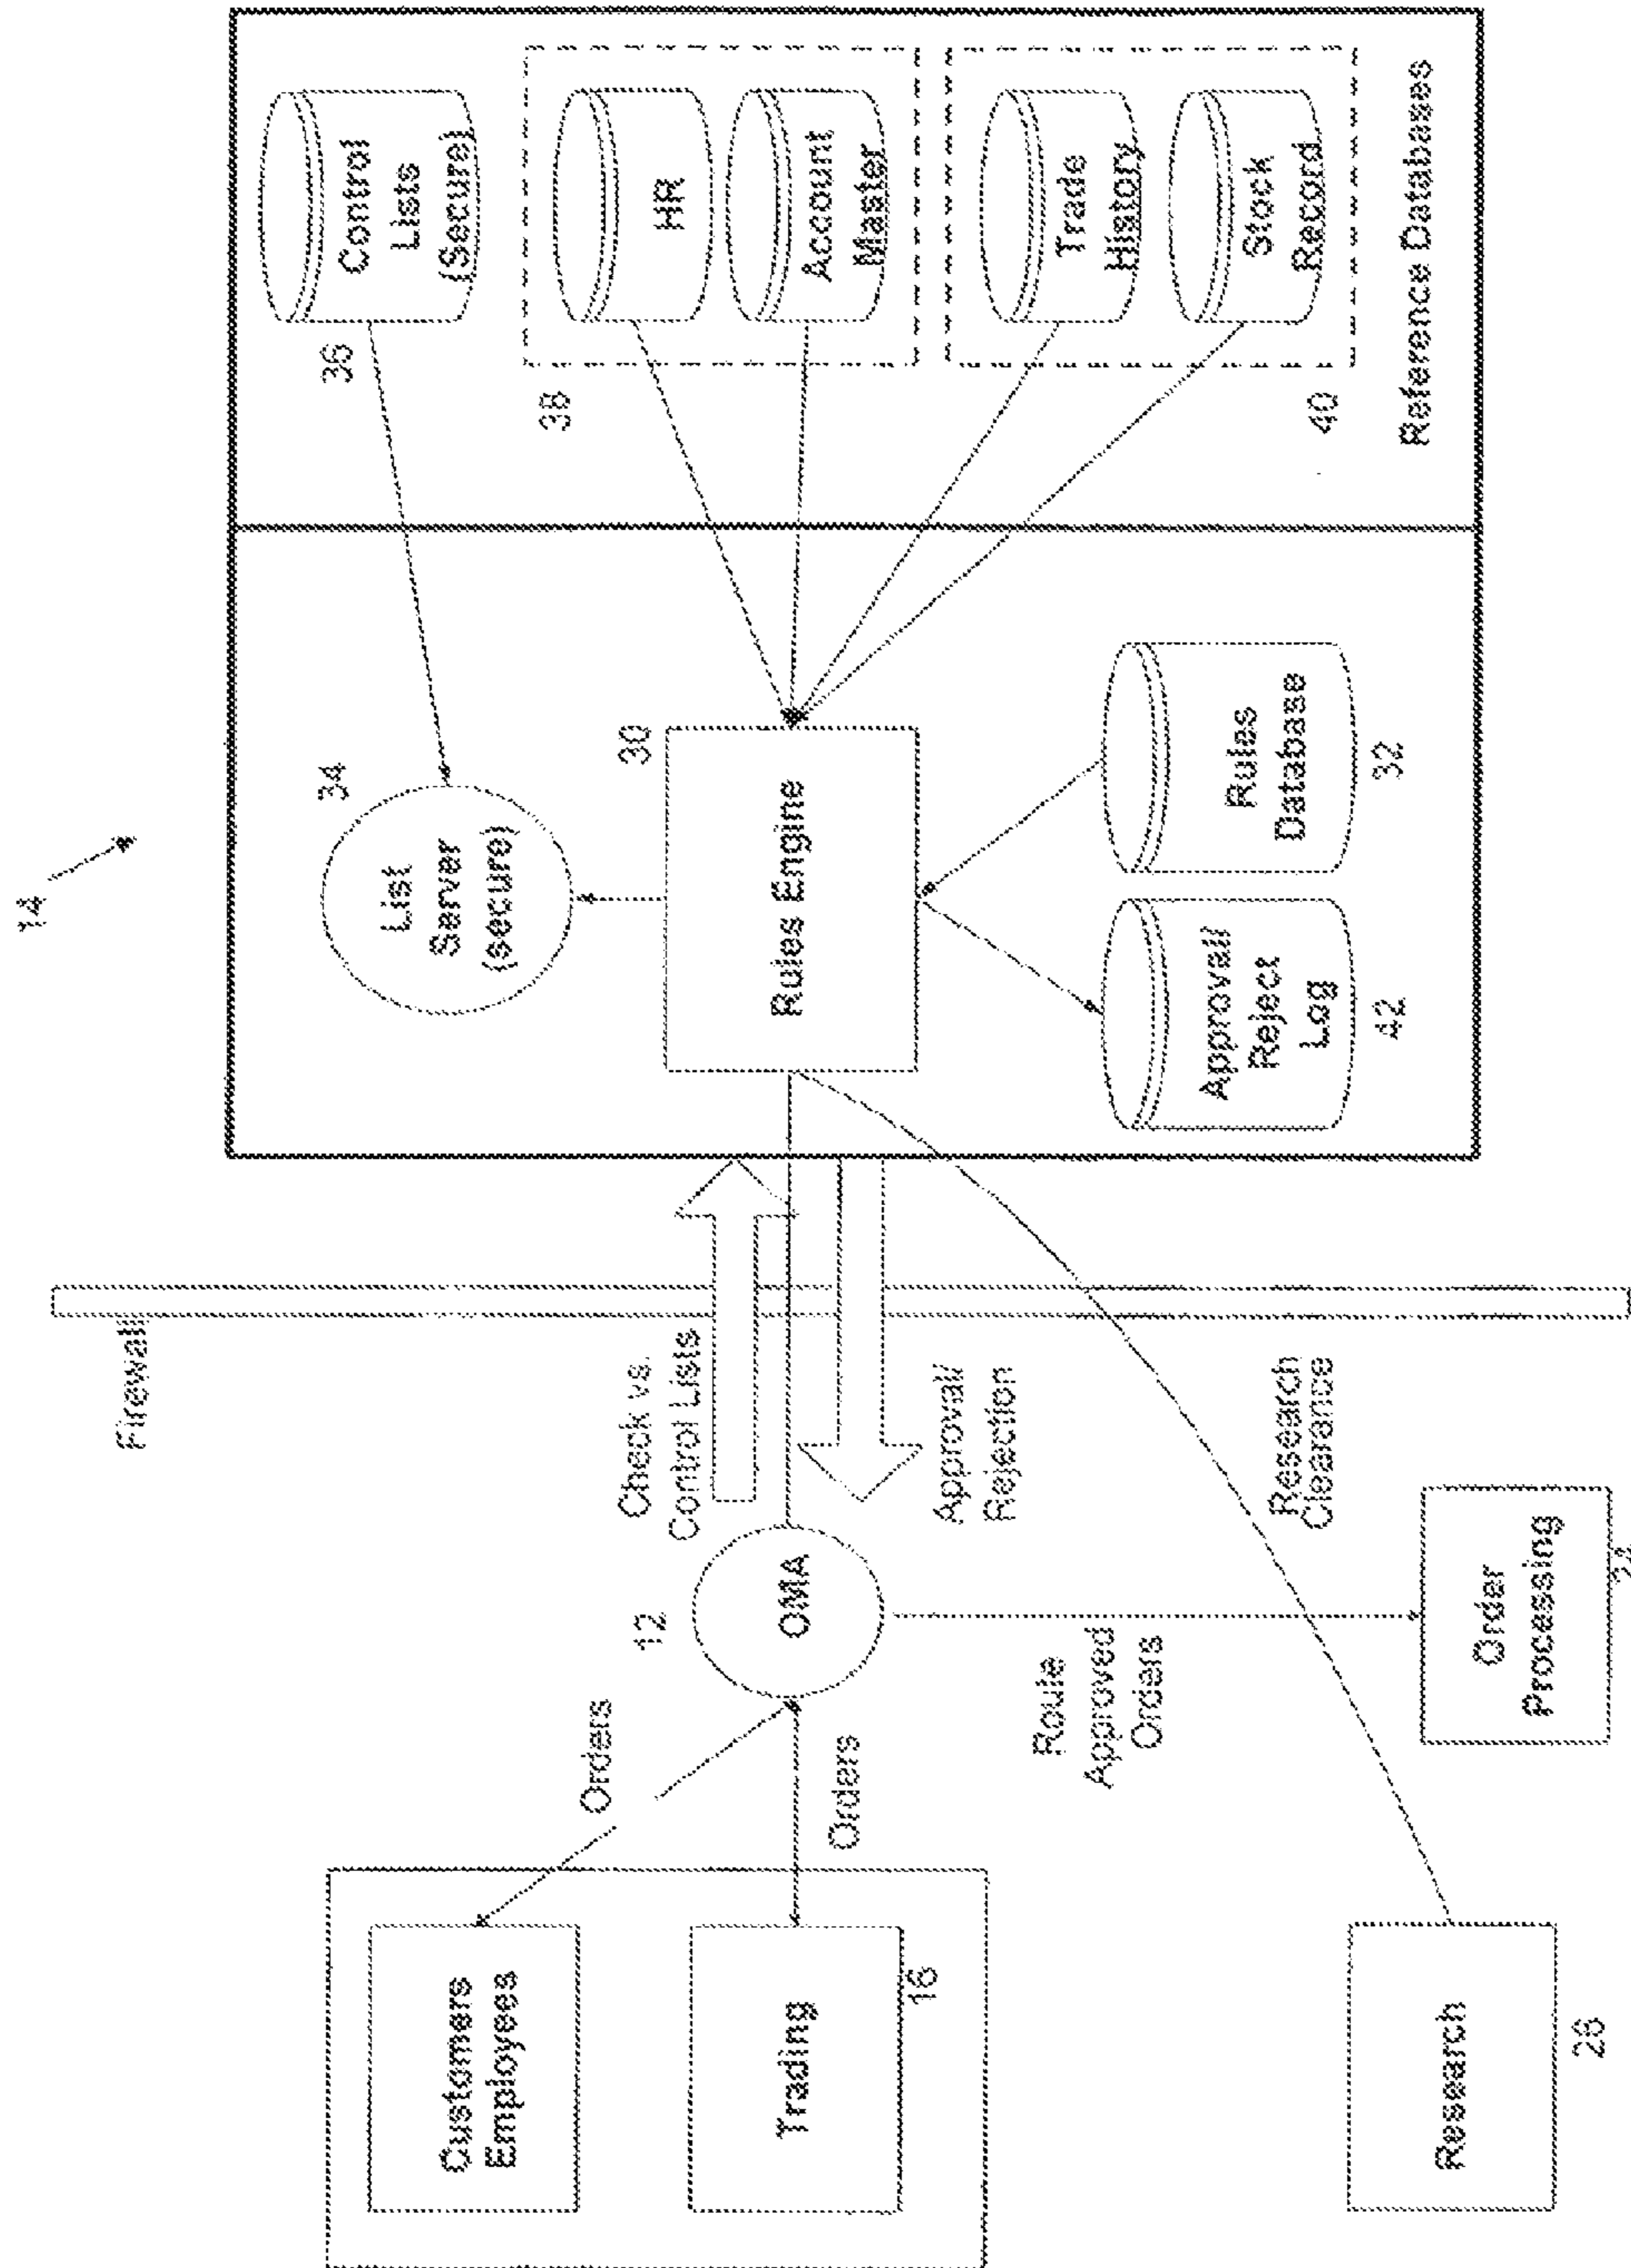 14
Firewall
Customers
Employees
Trading
16
Research
28
Orders
Orders
12
OMA
Route
Approved
Orders
Order
Processing
24
Check vs.
Control Lists
Approval/
Rejection
Research
Clearance
34
List
Server
(secure)
30
Rules Engine
Approval/
Reject
Log
42
Rules
Database
32
36
Control
Lists
(Secure)
38
HR
Account
Master
Trade
History
Stock
Record
40
Reference Databases